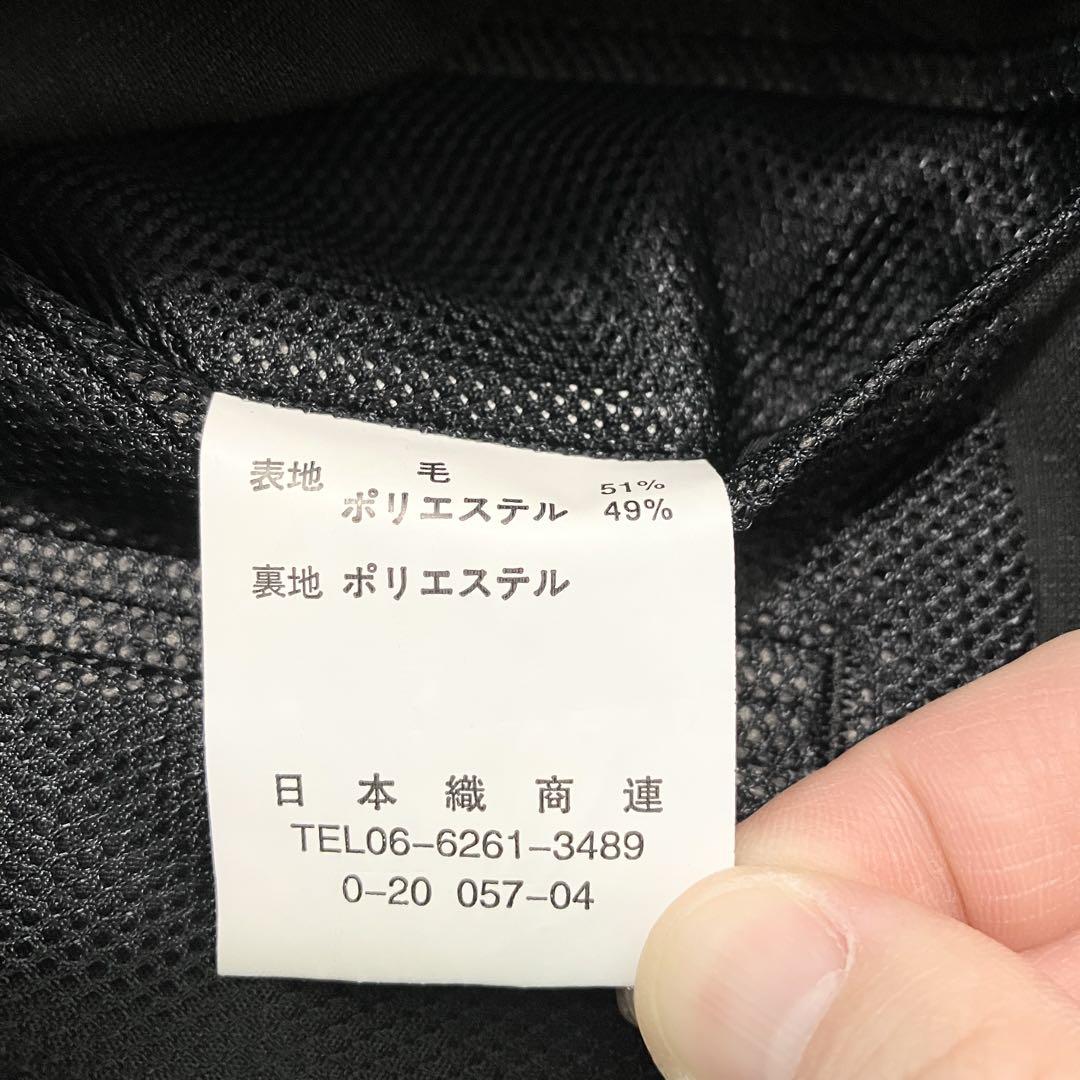 表地 毛 51%
ポリエステル 49%
裏地 ポリエステル
日本織商連
TEL06-6261-3489
0-20 057-04